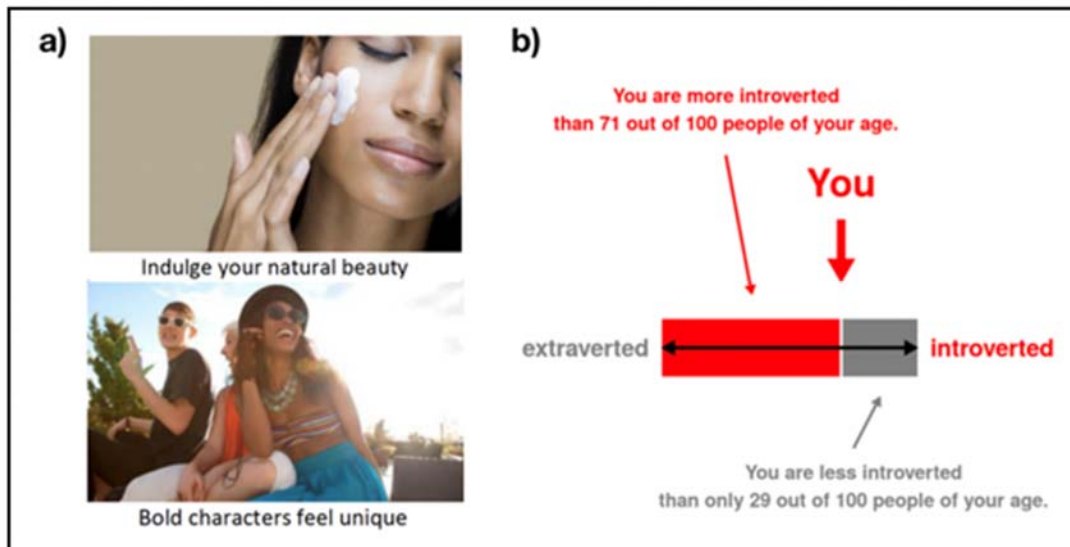 a)
Indulge your natural beauty
Bold characters feel unique
b)
You are more introverted
than 71 out of 100 people of your age.
You
extraverted
introverted
You are less introverted
than only 29 out of 100 people of your age.